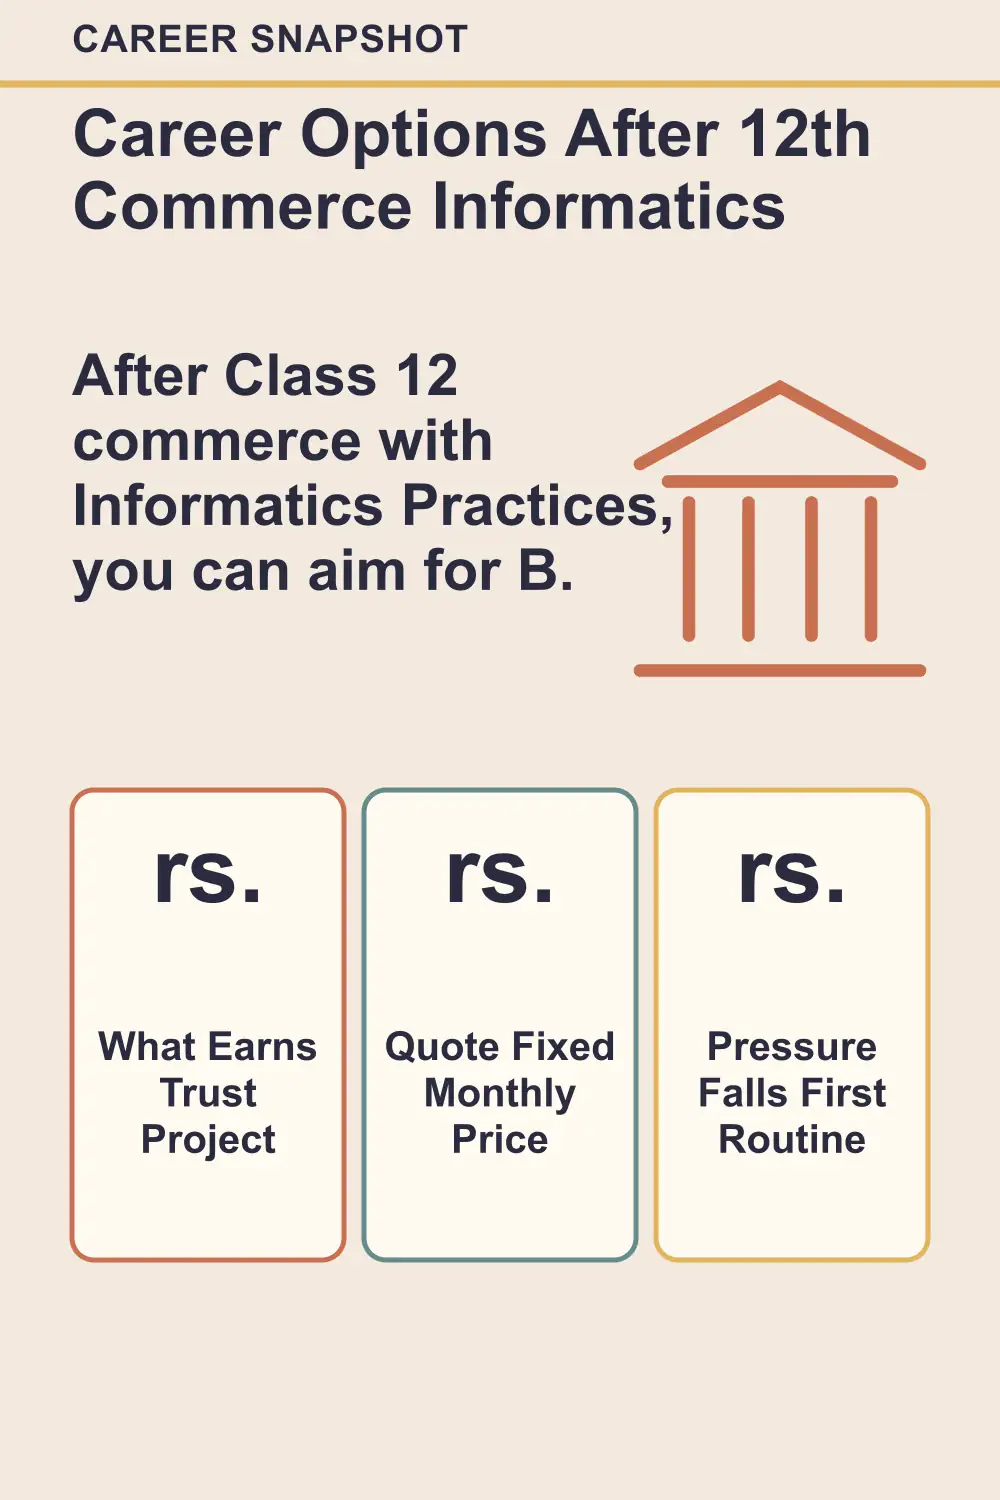 CAREER SNAPSHOT
Career Options After 12th
Commerce Informatics
After Class 12
commerce with
Informatics Practices,
you can aim for B.
rs.
What Earns
Trust
Project
rs.
Quote Fixed
Monthly
Price
rs.
Pressure
Falls First
Routine